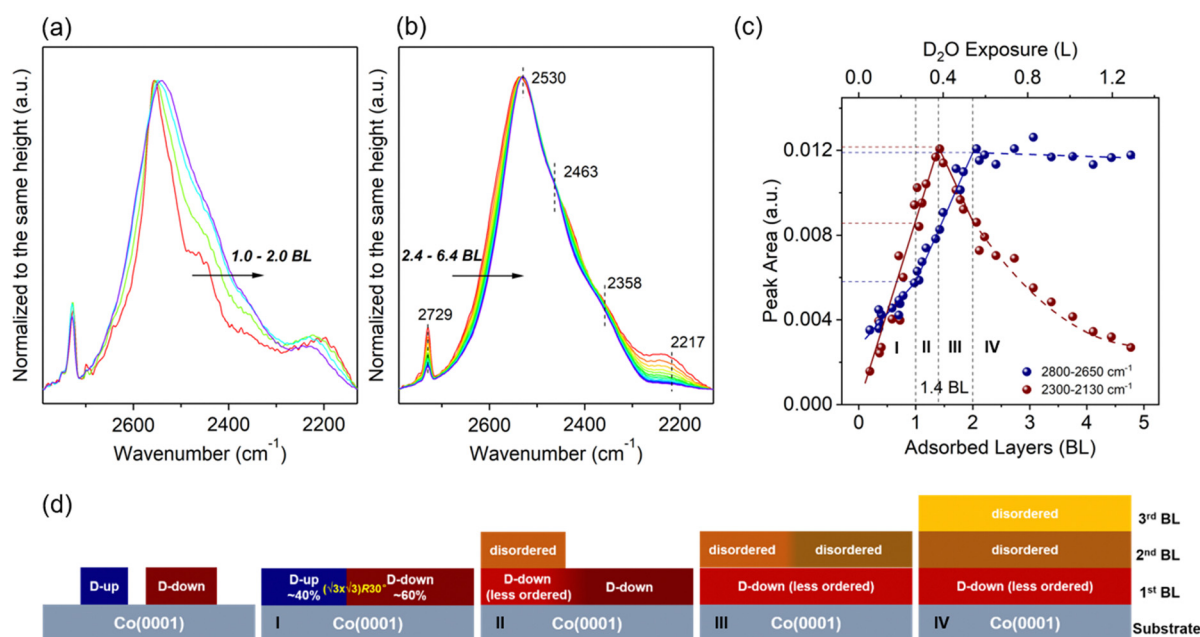 (a)
Normalized to the same height (a.u.)
1.0 - 2.0 BL
2600
2400
2200
Wavenumber (cm⁻¹)
(b)
Normalized to the same height (a.u.)
2530
2463
2.4 - 6.4 BL
2729
2358
2217
2600
2400
2200
Wavenumber (cm⁻¹)
(c)
D₂O Exposure (L)
0.0 0.4 0.8 1.2
Peak Area (a.u.)
0.012
0.008
0.004
0.000
I II III IV
1.4 BL
2800-2650 cm⁻¹
2300-2130 cm⁻¹
0 1 2 3 4 5
Adsorbed Layers (BL)
(d)
disordered
3rd BL
disordered
disordered
disordered
disordered
2nd BL
D-up
D-down
D-up
~40%
(√3x√3)R30°
D-down
~60%
D-down
(less ordered)
D-down
D-down (less ordered)
D-down (less ordered)
1st BL
Co(0001)
I Co(0001)
II Co(0001)
III Co(0001)
IV Co(0001)
Substrate